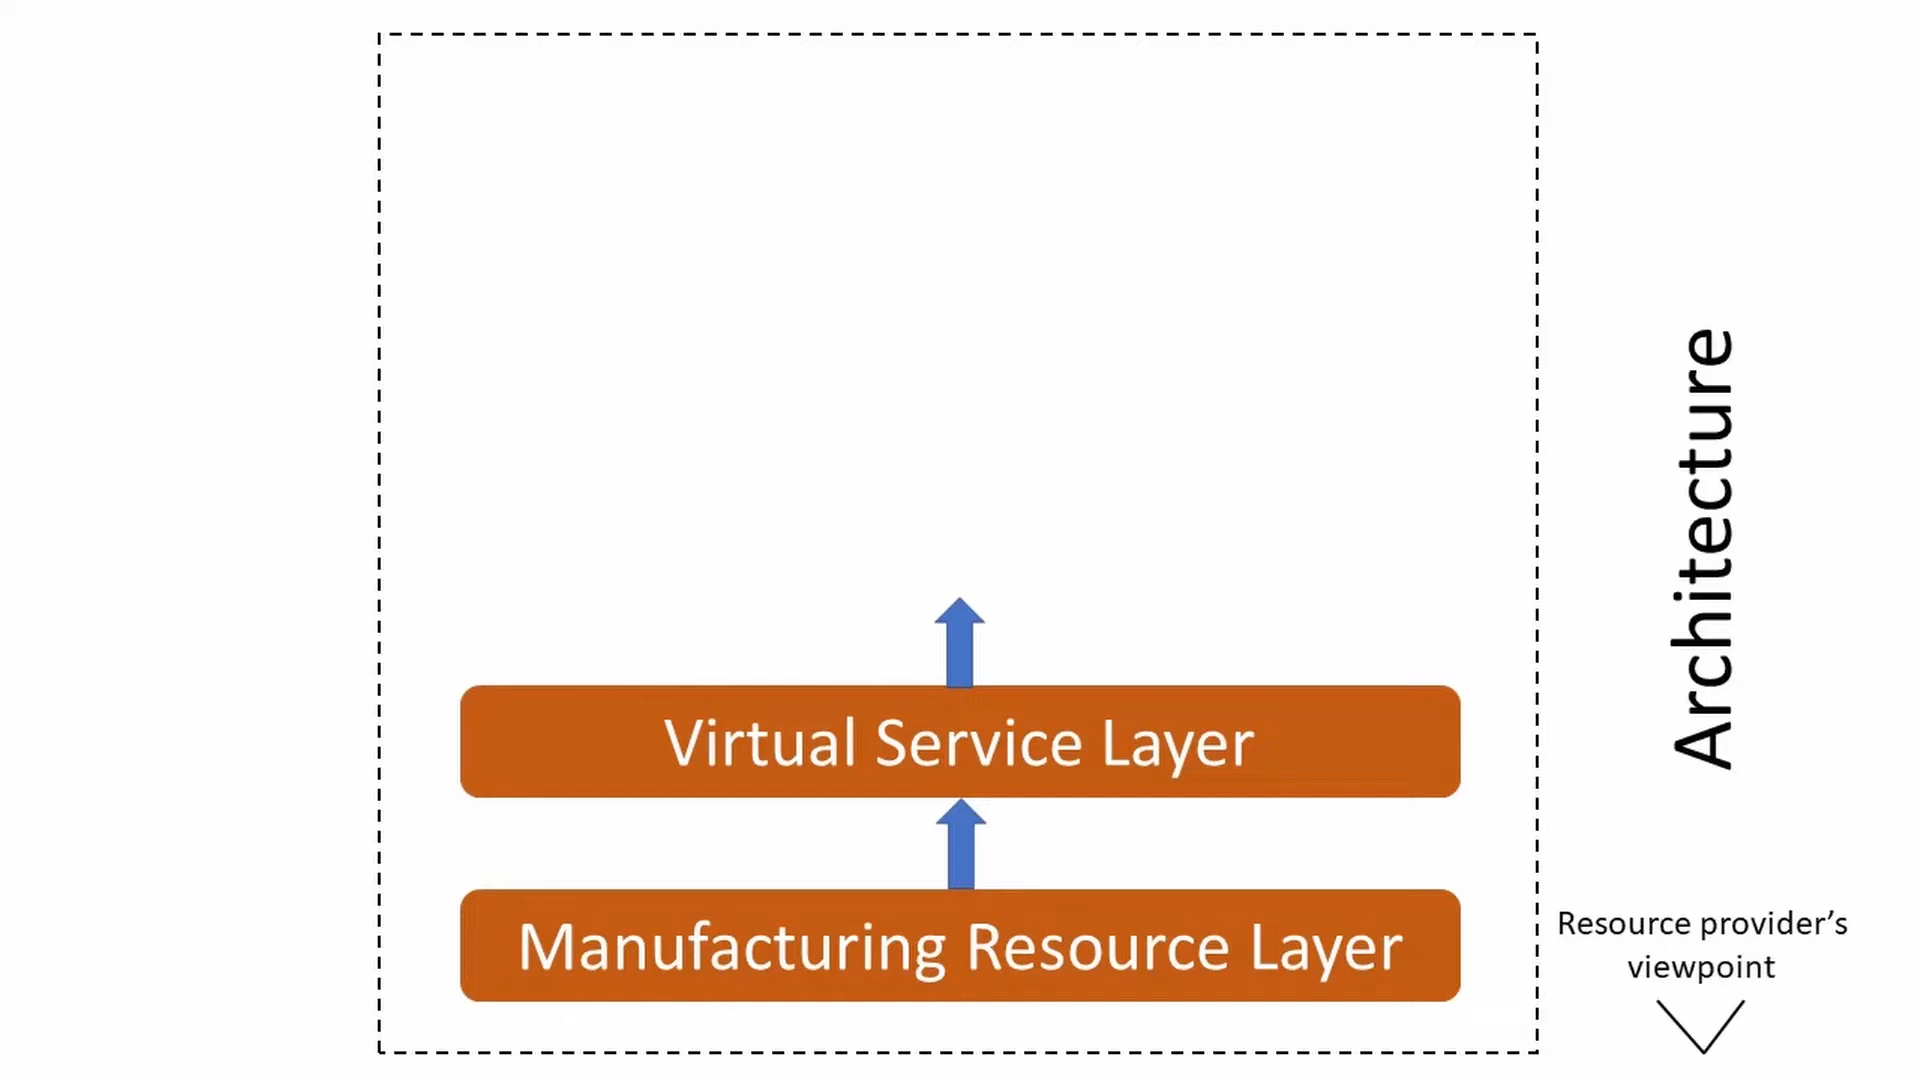 Virtual Service Layer
Manufacturing Resource Layer
Architecture
Resource provider’s
viewpoint